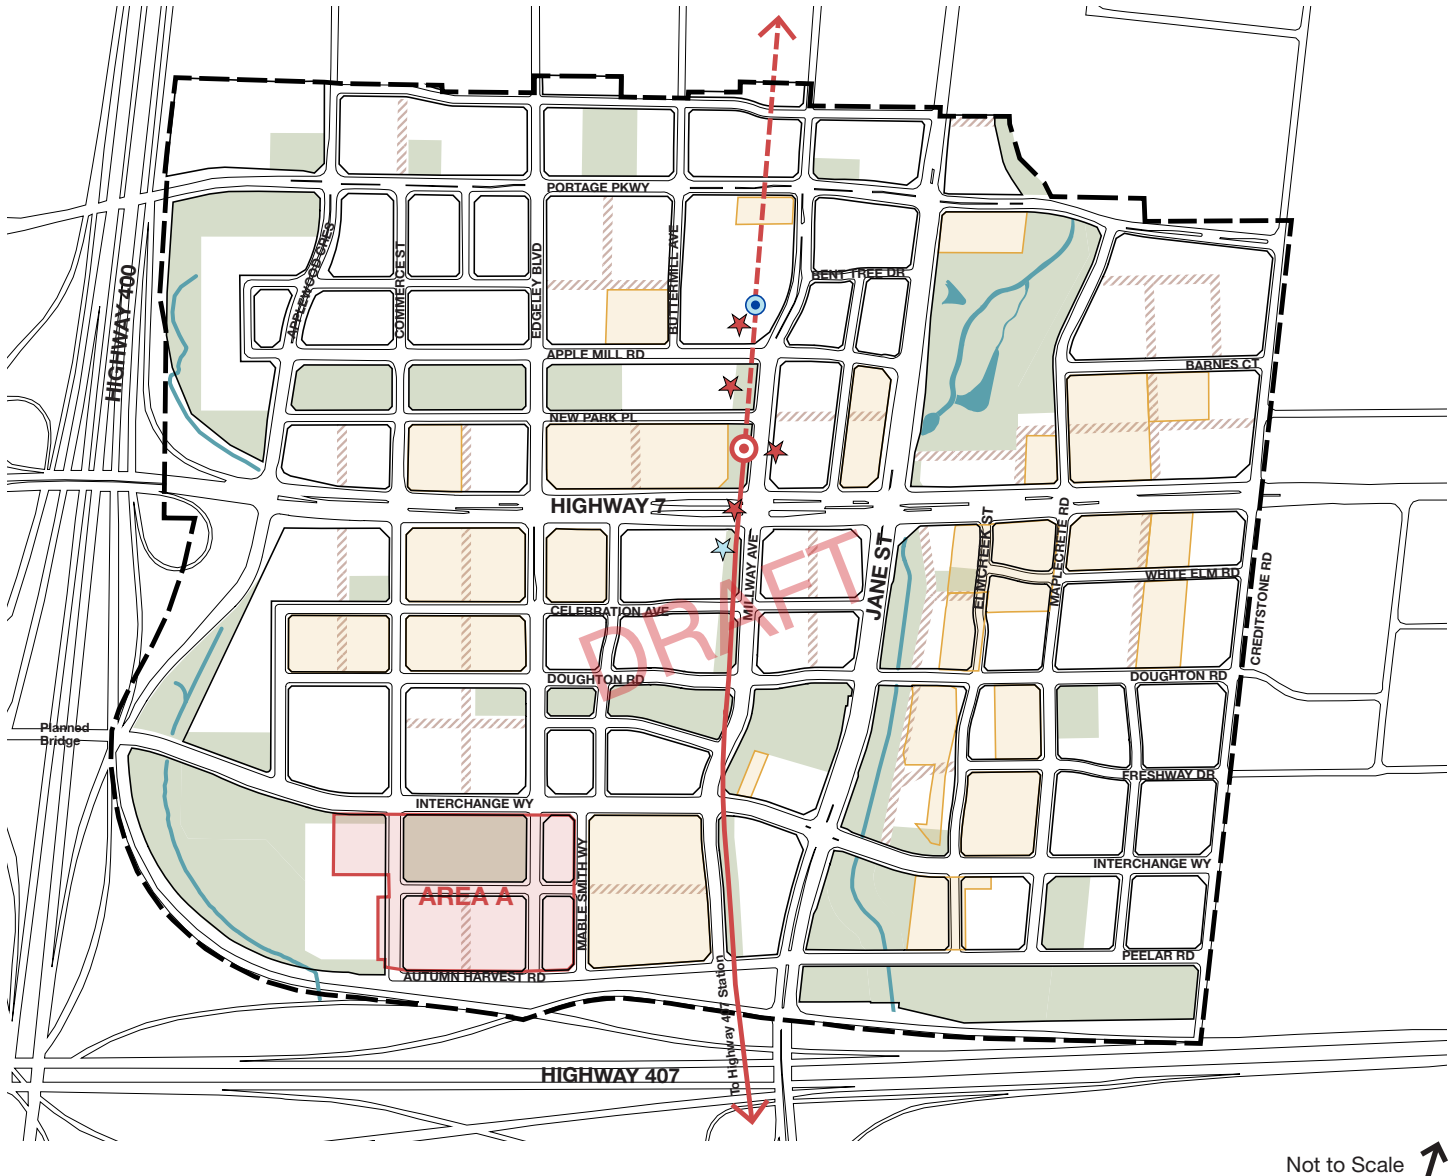 PORTAGE PKWY
APPLEWOOD CRES
COMMERCE ST
EDGELEY BLVD
BUTTERMILL AVE
BENT TREE DR
HIGHWAY 400
APPLE MILL RD
BARNES CT
NEW PARK PL
HIGHWAY 7
MILLWAY AVE
JANE ST
ELMCREEK ST
MAPLECRETE RD
WHITE ELM RD
CREDITSTONE RD
CELEBRATION AVE
DRAFT
DOUGHTON RD
DOUGHTON RD
Planned
Bridge
FRESHWAY DR
INTERCHANGE WY
INTERCHANGE WY
MABLE SMITH WY
AREA A
PEELAR RD
AUTUMN HARVEST RD
To Highway 407 Station
HIGHWAY 407
Not to Scale